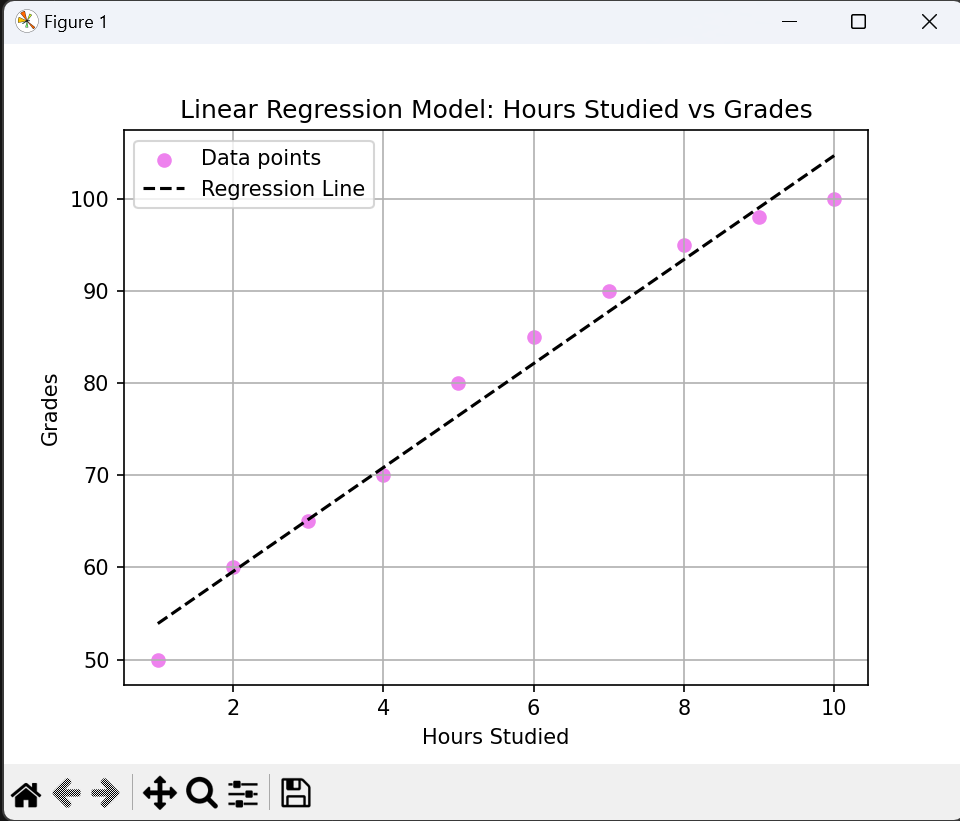 Figure 1
Linear Regression Model: Hours Studied vs Grades
Data points
Regression Line
100
90
80
70
60
50
Grades
2 4 6 8 10
Hours Studied